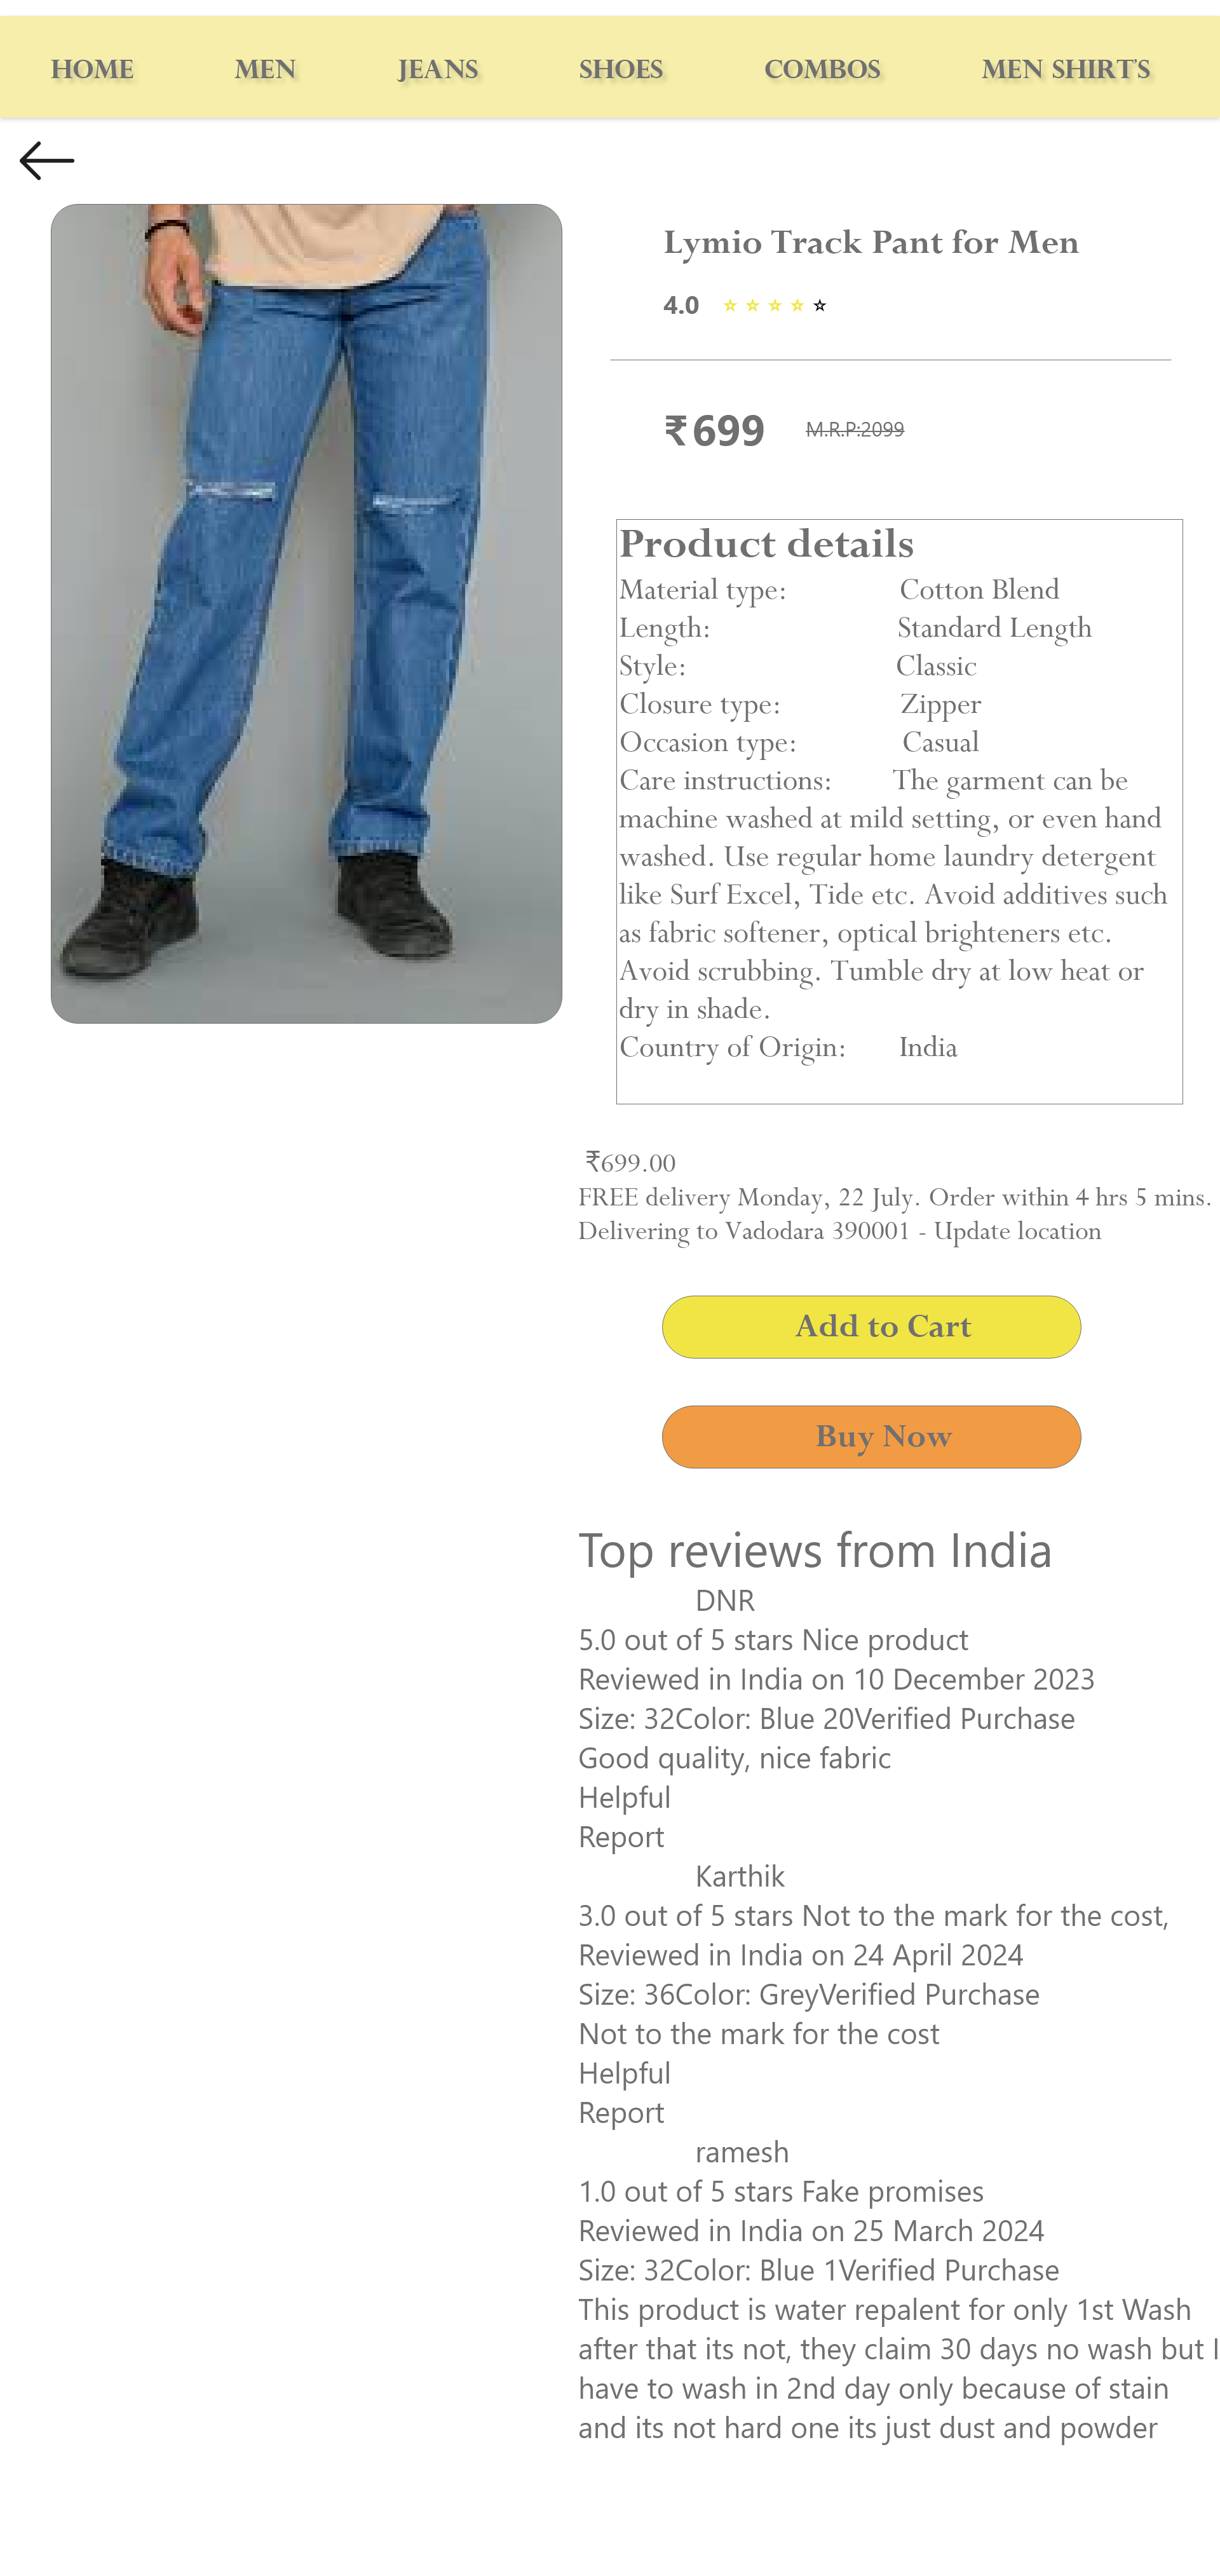 HOME MEN JEANS SHOES COMBOS MEN SHIRT'S
Lymio Track Pant for Men
4.0
₹699 M.R.P:2099
Product details
Material type: Cotton Blend
Length: Standard Length
Style: Classic
Closure type: Zipper
Occasion type: Casual
Care instructions: The garment can be
machine washed at mild setting, or even hand
washed. Use regular home laundry detergent
like Surf Excel, Tide etc. Avoid additives such
as fabric softener, optical brighteners etc.
Avoid scrubbing. Tumble dry at low heat or
dry in shade.
Country of Origin: India
₹699.00
FREE delivery Monday, 22 July. Order within 4 hrs 5 mins.
Delivering to Vadodara 390001 - Update location
Add to Cart
Buy Now
Top reviews from India
DNR
5.0 out of 5 stars Nice product
Reviewed in India on 10 December 2023
Size: 32Color: Blue 20Verified Purchase
Good quality, nice fabric
Helpful
Report
Karthik
3.0 out of 5 stars Not to the mark for the cost,
Reviewed in India on 24 April 2024
Size: 36Color: GreyVerified Purchase
Not to the mark for the cost
Helpful
Report
ramesh
1.0 out of 5 stars Fake promises
Reviewed in India on 25 March 2024
Size: 32Color: Blue 1Verified Purchase
This product is water repalent for only 1st Wash
after that its not, they claim 30 days no wash but I
have to wash in 2nd day only because of stain
and its not hard one its just dust and powder